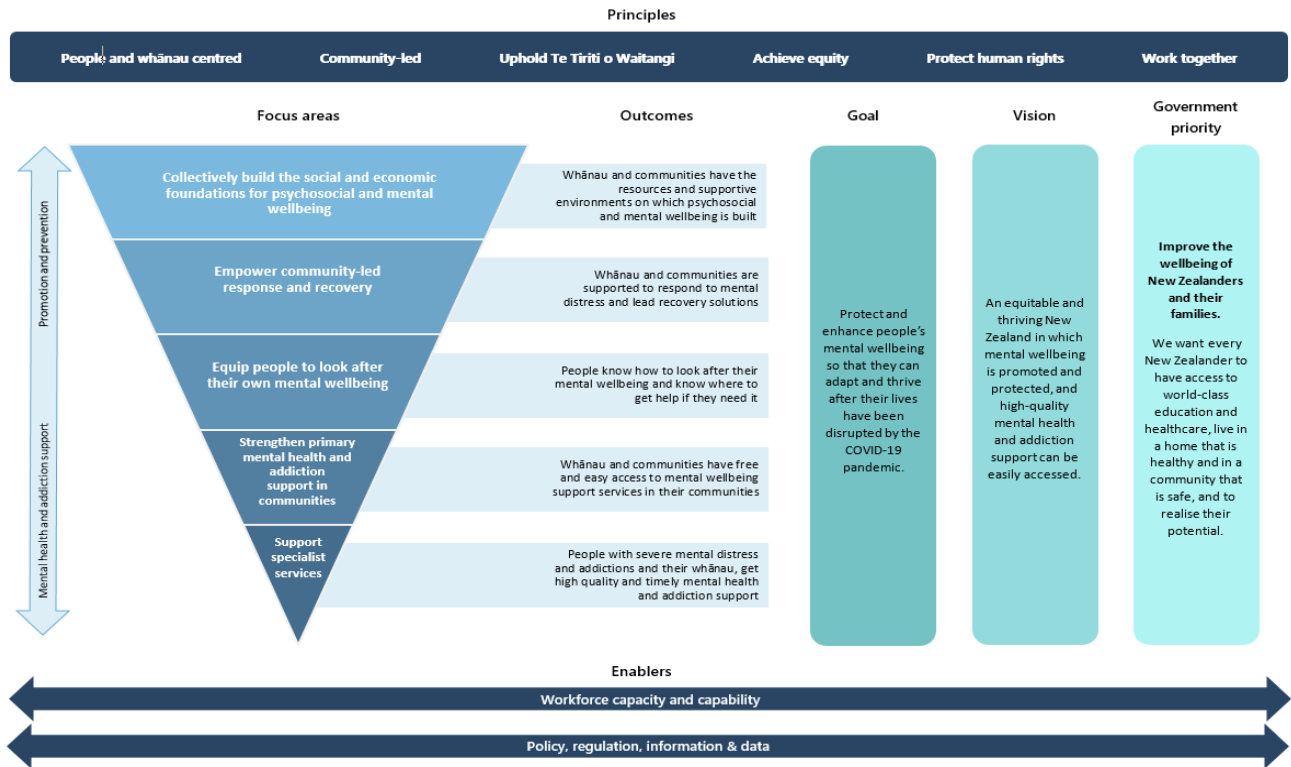 Principles
People and whānau centred
Community-led
Uphold Te Tiriti o Waitangi
Achieve equity
Protect human rights
Work together
Focus areas
Outcomes
Goal
Vision
Government
priority
Promotion and prevention
Mental health and addiction support
Collectively build the social and economic
foundations for psychosocial and mental
wellbeing
Whānau and communities have the
resources and supportive
environments on which psychosocial
and mental wellbeing is built
Empower community-led
response and recovery
Whānau and communities are
supported to respond to mental
distress and lead recovery solutions
Equip people to look after
their own mental wellbeing
People know how to look after their
mental wellbeing and know where to
get help if they need it
Strengthen primary
mental health and
addiction
support in
communities
Whānau and communities have free
and easy access to mental wellbeing
support services in their communities
Support
specialist
services
People with severe mental distress
and addictions and their whānau, get
high quality and timely mental health
and addiction support
Protect and
enhance people’s
mental wellbeing
so that they can
adapt and thrive
after their lives
have been
disrupted by the
COVID-19
pandemic.
An equitable and
thriving New
Zealand in which
mental wellbeing
is promoted and
protected, and
high-quality
mental health
and addiction
support can be
easily accessed.
Improve the
wellbeing of
New Zealanders
and their
families.
We want every
New Zealander to
have access to
world-class
education and
healthcare, live in
a home that is
healthy and in a
community that
is safe, and to
realise their
potential.
Enablers
Workforce capacity and capability
Policy, regulation, information & data